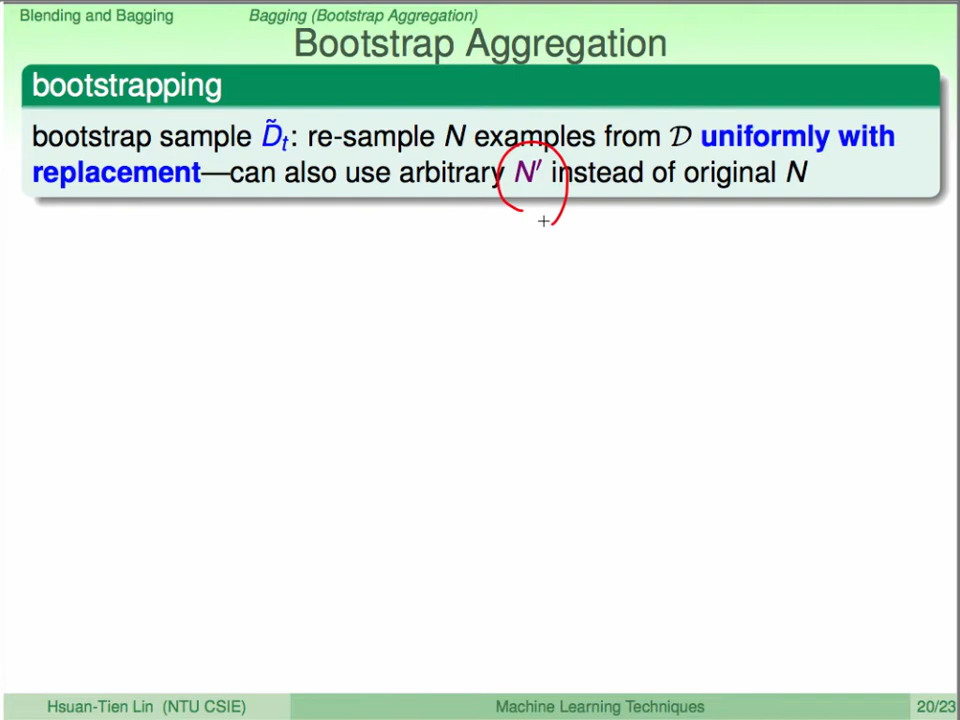 Blending and Bagging Bagging (Bootstrap Aggregation)
Bootstrap Aggregation
bootstrapping
bootstrap sample D̃t: re-sample N examples from 𝒟 uniformly with
replacement—can also use arbitrary N′ instead of original N
Hsuan-Tien Lin (NTU CSIE) Machine Learning Techniques 20/23